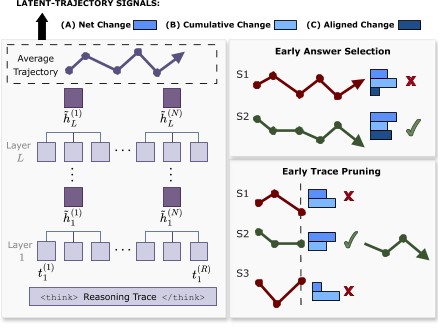 LATENT-TRAJECTORY SIGNALS:
(A) Net Change (B) Cumulative Change (C) Aligned Change
Average
Trajectory
h̃_L^(1) h̃_L^(N)
Layer
L
...
h̃_1^(1) h̃_1^(N)
Layer
1
...
t_1^(1) t_1^(R)
<think> Reasoning Trace </think>
Early Answer Selection
S1
S2
Early Trace Pruning
S1
S2
S3